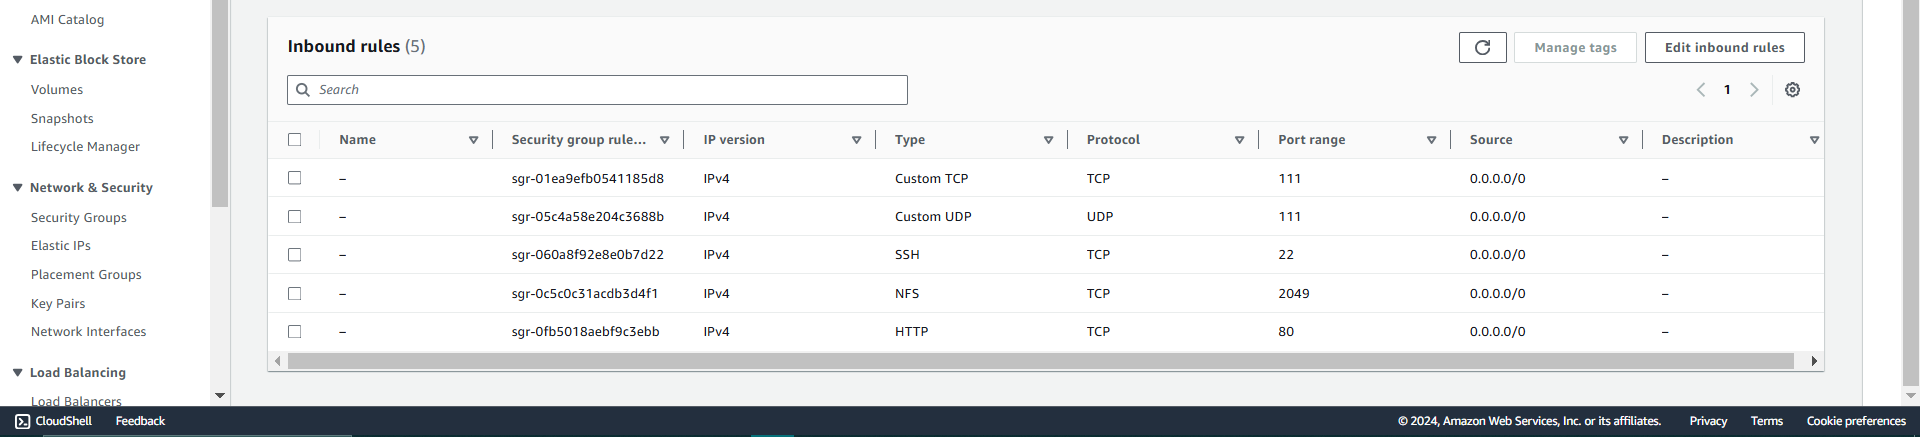 AMI Catalog
Elastic Block Store
Volumes
Snapshots
Lifecycle Manager
Network & Security
Security Groups
Elastic IPs
Placement Groups
Key Pairs
Network Interfaces
Load Balancing
Load Balancers
Inbound rules (5)
Manage tags
Edit inbound rules
Search
1
Name Security group rule... IP version Type Protocol Port range Source Description
– sgr-01ea9efb0541185d8 IPv4 Custom TCP TCP 111 0.0.0.0/0 –
– sgr-05c4a58e204c3688b IPv4 Custom UDP UDP 111 0.0.0.0/0 –
– sgr-060a8f92e8e0b7d22 IPv4 SSH TCP 22 0.0.0.0/0 –
– sgr-0c5c0c31acdb3d4f1 IPv4 NFS TCP 2049 0.0.0.0/0 –
– sgr-0fb5018aebf9c3ebb IPv4 HTTP TCP 80 0.0.0.0/0 –
CloudShell Feedback © 2024, Amazon Web Services, Inc. or its affiliates. Privacy Terms Cookie preferences